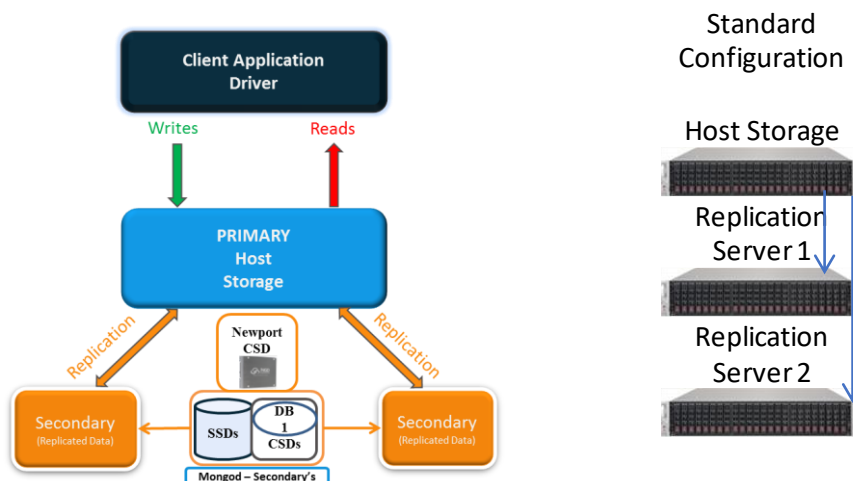 Client Application
Driver
Writes
Reads
PRIMARY
Host
Storage
Replication
Replication
Newport
CSD
Secondary
(Replicated Data)
SSDs
DB
1
CSDs
Secondary
(Replicated Data)
Mongod – Secondary's
Standard
Configuration
Host Storage
Replication
Server 1
Replication
Server 2